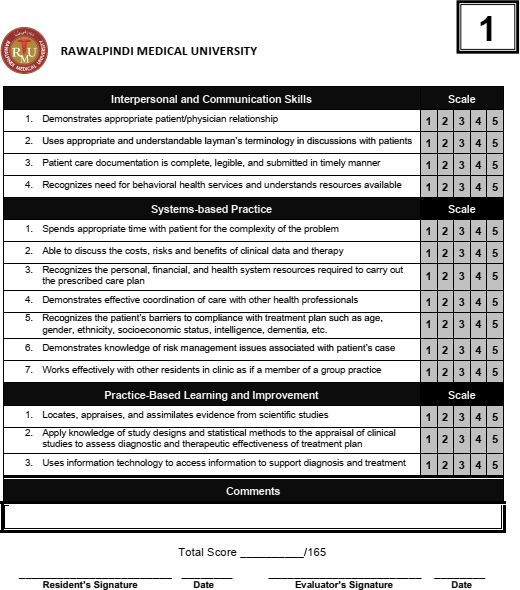 1
RMU
RAWALPINDI MEDICAL UNIVERSITY
RAWALPINDI MEDICAL UNIVERSITY
Interpersonal and Communication Skills Scale
1. Demonstrates appropriate patient/physician relationship 1 2 3 4 5
2. Uses appropriate and understandable layman's terminology in discussions with patients 1 2 3 4 5
3. Patient care documentation is complete, legible, and submitted in timely manner 1 2 3 4 5
4. Recognizes need for behavioral health services and understands resources available 1 2 3 4 5
Systems-based Practice Scale
1. Spends appropriate time with patient for the complexity of the problem 1 2 3 4 5
2. Able to discuss the costs, risks and benefits of clinical data and therapy 1 2 3 4 5
3. Recognizes the personal, financial, and health system resources required to carry out
the prescribed care plan 1 2 3 4 5
4. Demonstrates effective coordination of care with other health professionals 1 2 3 4 5
5. Recognizes the patient's barriers to compliance with treatment plan such as age,
gender, ethnicity, socioeconomic status, intelligence, dementia, etc. 1 2 3 4 5
6. Demonstrates knowledge of risk management issues associated with patient's case 1 2 3 4 5
7. Works effectively with other residents in clinic as if a member of a group practice 1 2 3 4 5
Practice-Based Learning and Improvement Scale
1. Locates, appraises, and assimilates evidence from scientific studies 1 2 3 4 5
2. Apply knowledge of study designs and statistical methods to the appraisal of clinical
studies to assess diagnostic and therapeutic effectiveness of treatment plan 1 2 3 4 5
3. Uses information technology to access information to support diagnosis and treatment 1 2 3 4 5
Comments
Total Score __________/165
Resident's Signature Date Evaluator's Signature Date